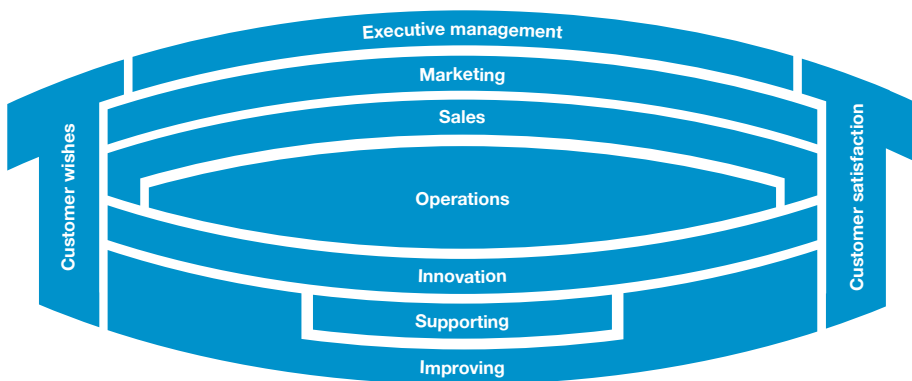 Executive management
Marketing
Sales
Customer wishes
Operations
Customer satisfaction
Innovation
Supporting
Improving